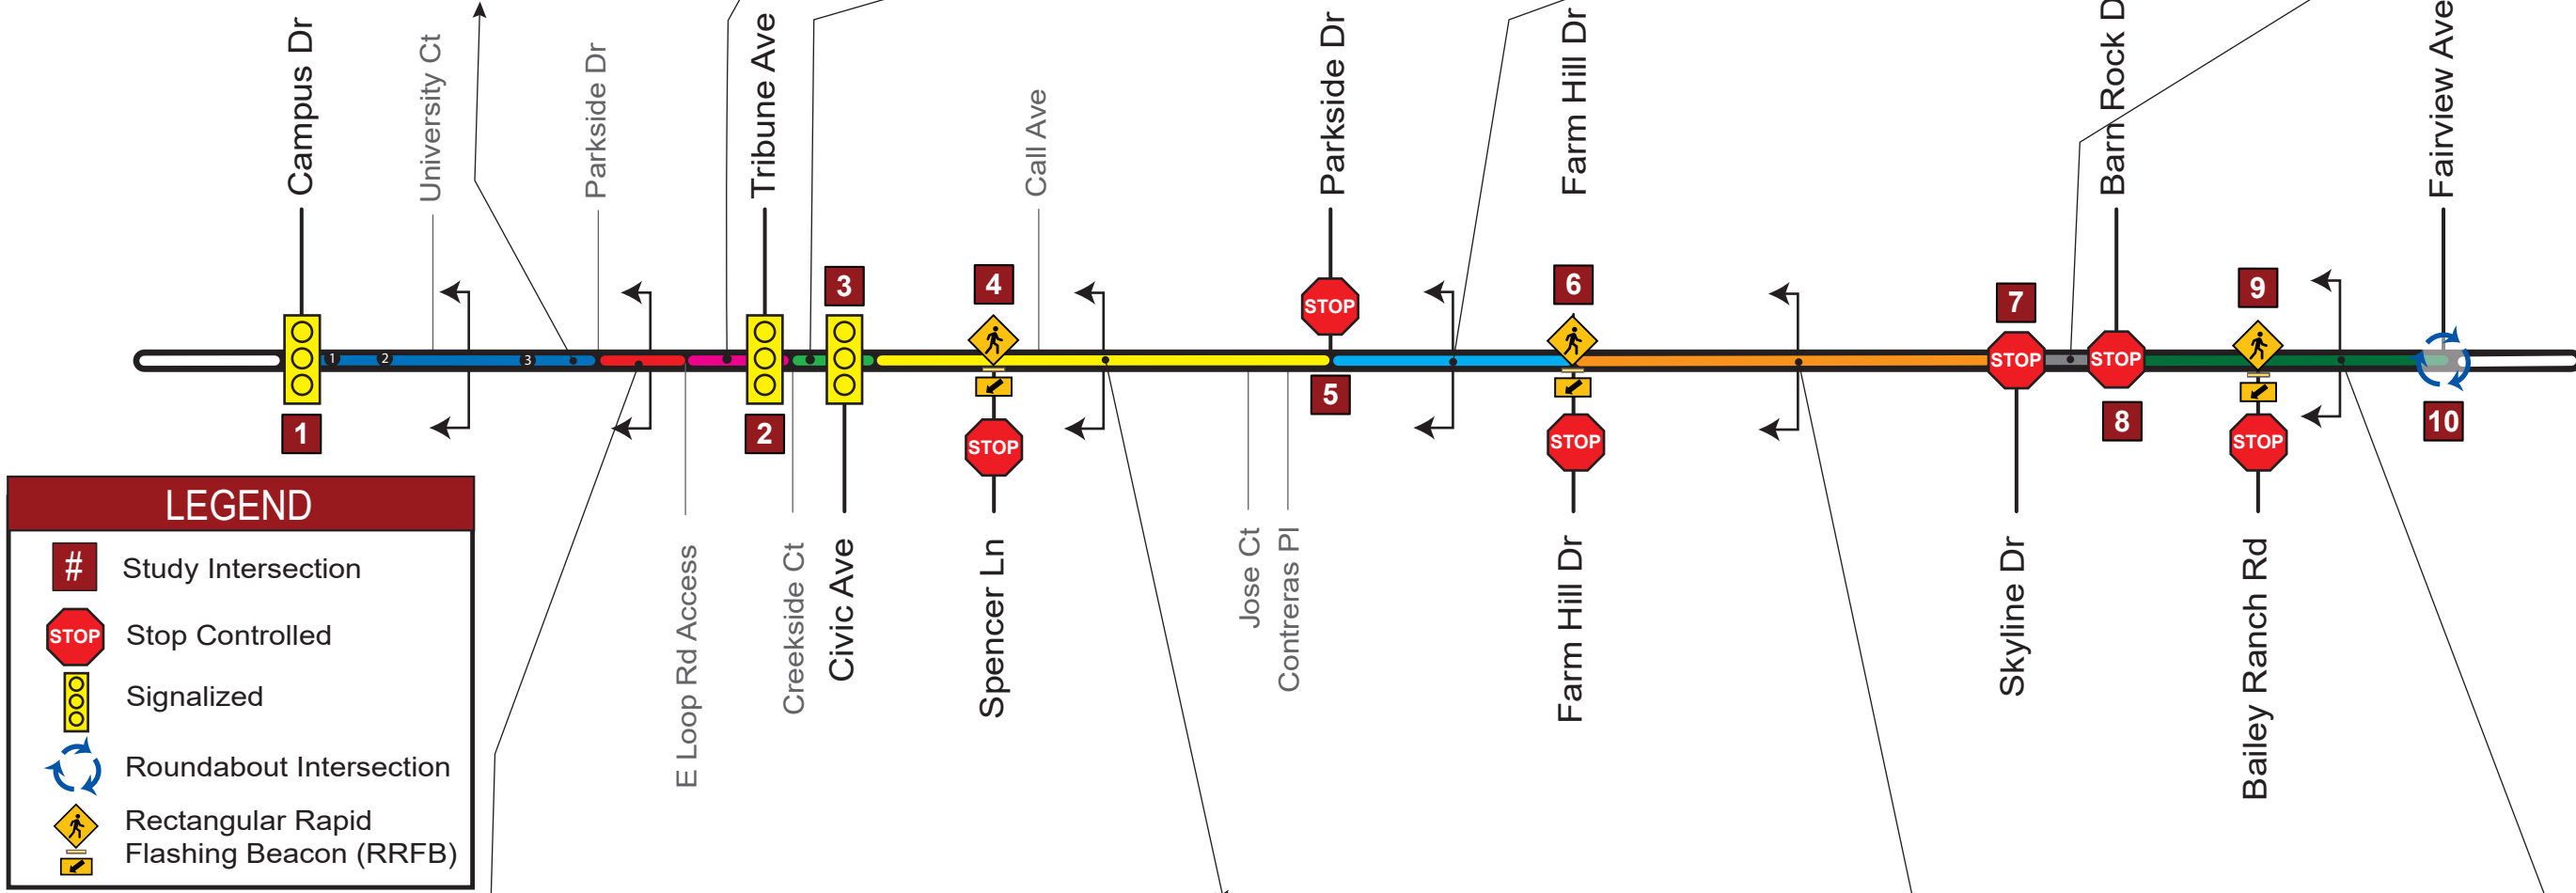 Campus Dr
University Ct
Parkside Dr
Tribune Ave
Call Ave
Parkside Dr
Farm Hill Dr
Barn Rock D
Fairview Ave
3
4
6
7
9
STOP
1
2
3
STOP
STOP
1
2
5
8
10
STOP
STOP
STOP
E Loop Rd Access
Creekside Ct
Civic Ave
Spencer Ln
Jose Ct
Contreras Pl
Farm Hill Dr
Skyline Dr
Bailey Ranch Rd
LEGEND
# Study Intersection
STOP Stop Controlled
Signalized
Roundabout Intersection
Rectangular Rapid
Flashing Beacon (RRFB)